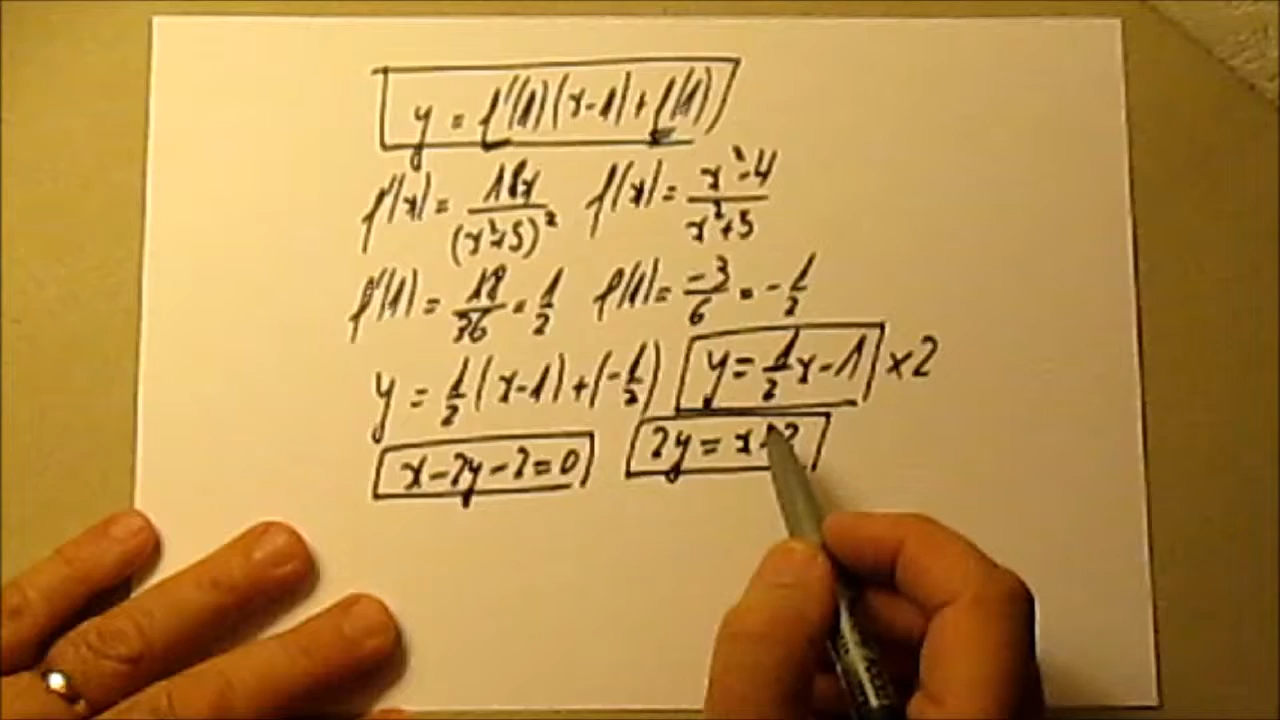 y = f'(1)(x-1)+f(1)
f'(x) = 18x/(x²+5)² f(x) = x²-4/x²+5
f'(1) = 18/36 = 1/2 f(1) = -3/6 = -1/2
y = 1/2(x-1)+(-1/2) y = 1/2x-1 x2
x-2y-2=0 2y = x